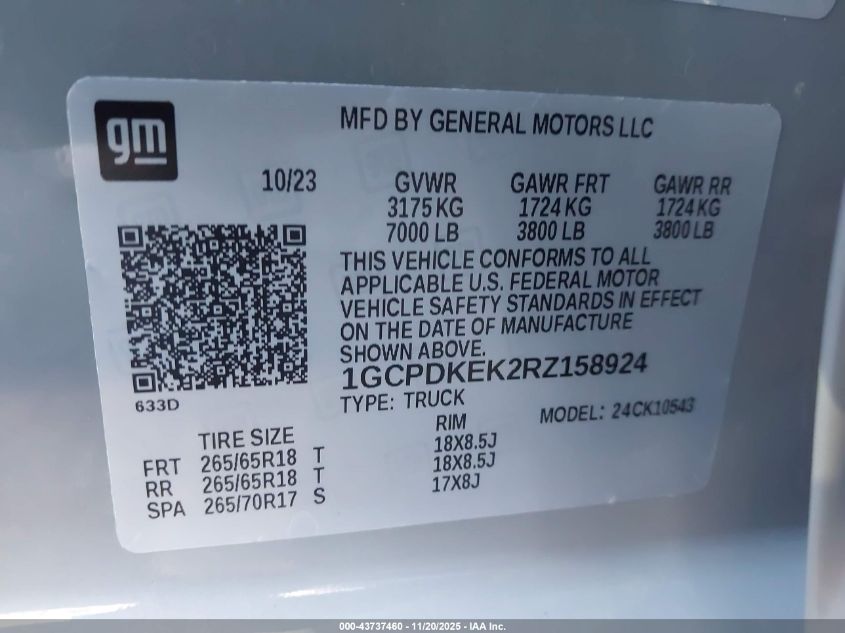 gm
MFD BY GENERAL MOTORS LLC
10/23 GVWR GAWR FRT GAWR RR
3175 KG 1724 KG 1724 KG
7000 LB 3800 LB 3800 LB
THIS VEHICLE CONFORMS TO ALL
APPLICABLE U.S. FEDERAL MOTOR
VEHICLE SAFETY STANDARDS IN EFFECT
ON THE DATE OF MANUFACTURE
SHOWN ABOVE.
1GCPDKEK2RZ158924
633D
TYPE: TRUCK MODEL: 24CK10543
TIRE SIZE RIM
FRT 265/65R18 T 18X8.5J
RR 265/65R18 T 18X8.5J
SPA 265/70R17 S 17X8J
000-43737460 - 11/20/2025 - IAA Inc.